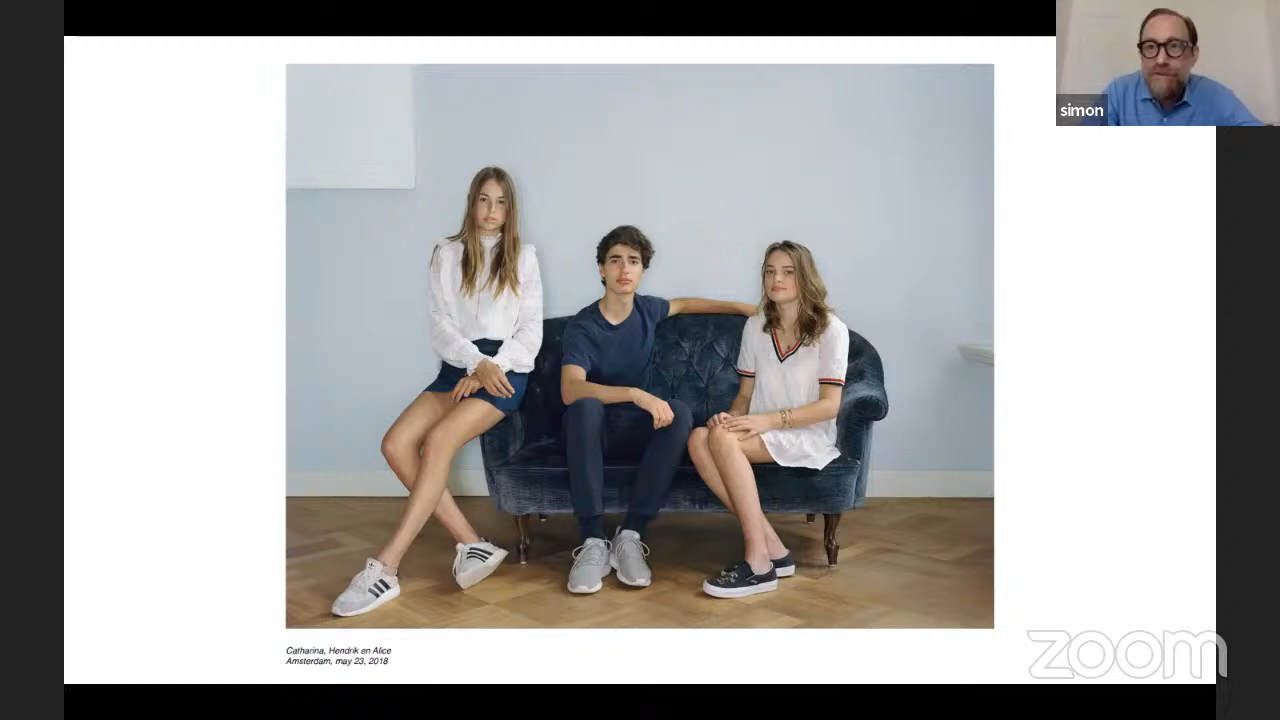 simon
Catharina, Hendrik en Alice
Amsterdam, may 23, 2018
zoom